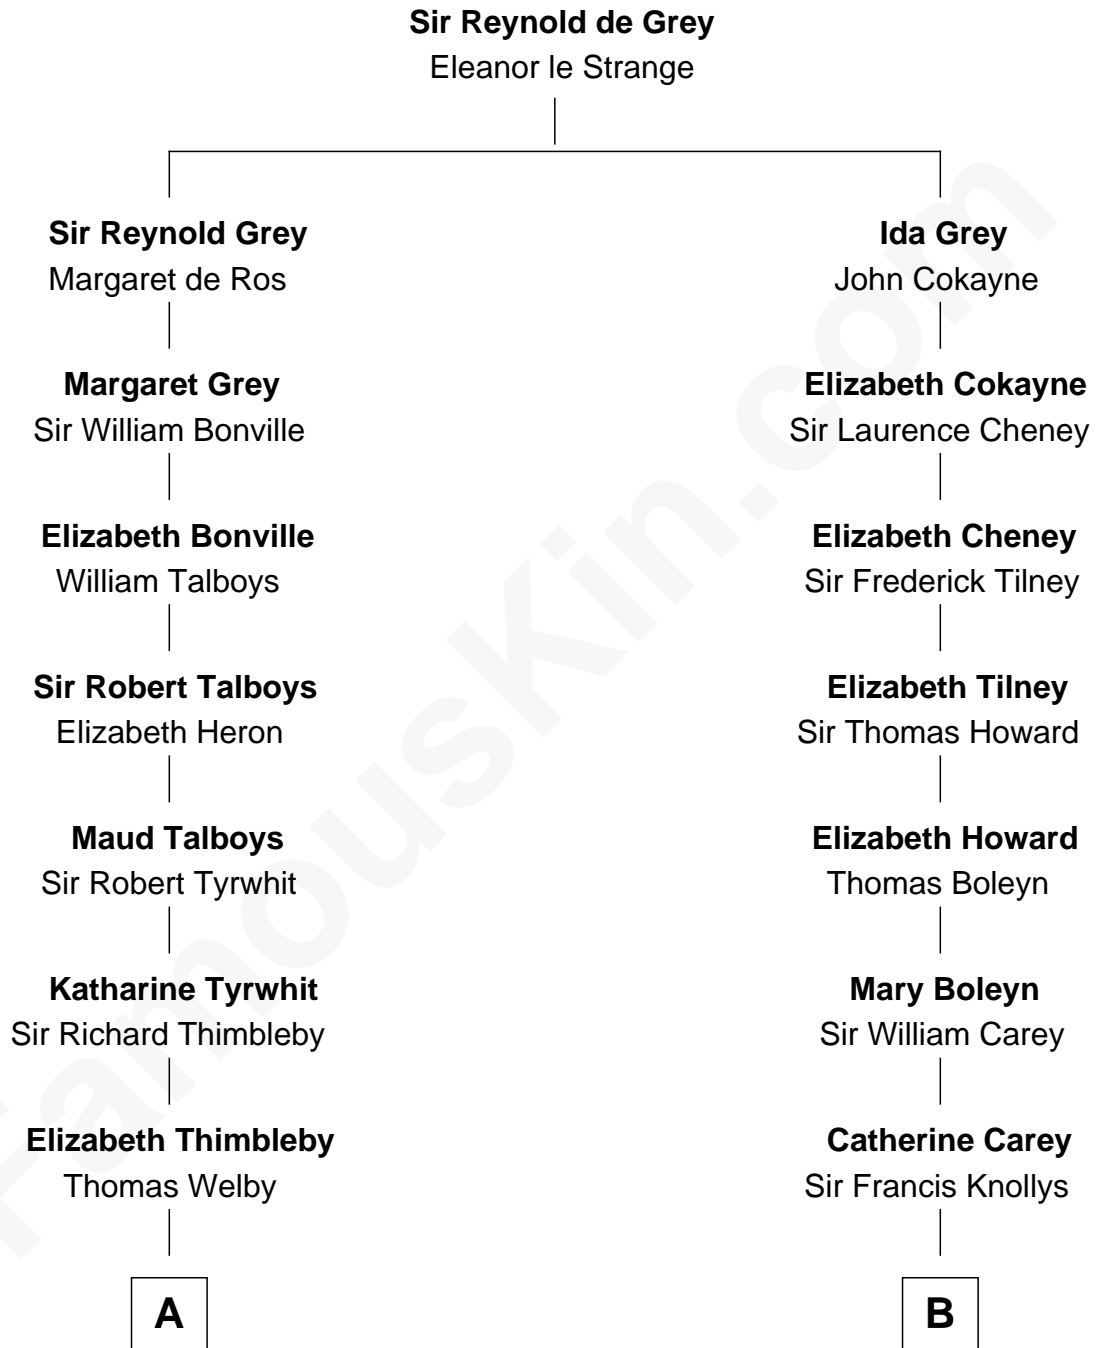 Sir Reynold de Grey
Eleanor le Strange
Sir Reynold Grey
Margaret de Ros
Ida Grey
John Cokayne
Margaret Grey
Sir William Bonville
Elizabeth Cokayne
Sir Laurence Cheney
Elizabeth Bonville
William Talboys
Elizabeth Cheney
Sir Frederick Tilney
Sir Robert Talboys
Elizabeth Heron
Elizabeth Tilney
Sir Thomas Howard
Maud Talboys
Sir Robert Tyrwhit
Elizabeth Howard
Thomas Boleyn
Katharine Tyrwhit
Sir Richard Thimbleby
Mary Boleyn
Sir William Carey
Elizabeth Thimbleby
Thomas Welby
Catherine Carey
Sir Francis Knollys
A
B
FamousKin.com